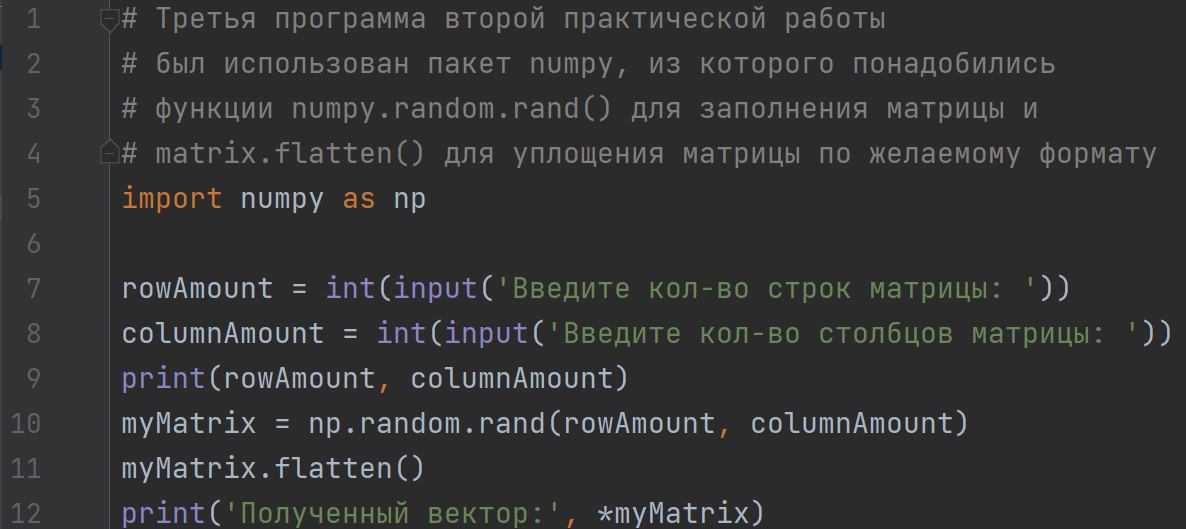 1 # Третья программа второй практической работы
2 # был использован пакет numpy, из которого понадобились
3 # функции numpy.random.rand() для заполнения матрицы и
4 # matrix.flatten() для уплощения матрицы по желаемому формату
5 import numpy as np
6
7 rowAmount = int(input('Введите кол-во строк матрицы: '))
8 columnAmount = int(input('Введите кол-во столбцов матрицы: '))
9 print(rowAmount, columnAmount)
10 myMatrix = np.random.rand(rowAmount, columnAmount)
11 myMatrix.flatten()
12 print('Полученный вектор:', *myMatrix)